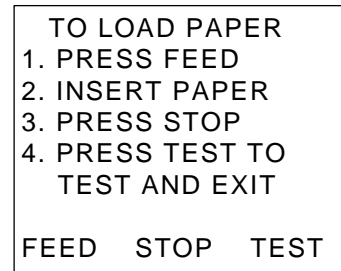 TO LOAD PAPER
1. PRESS FEED
2. INSERT PAPER
3. PRESS STOP
4. PRESS TEST TO
TEST AND EXIT
FEED STOP TEST